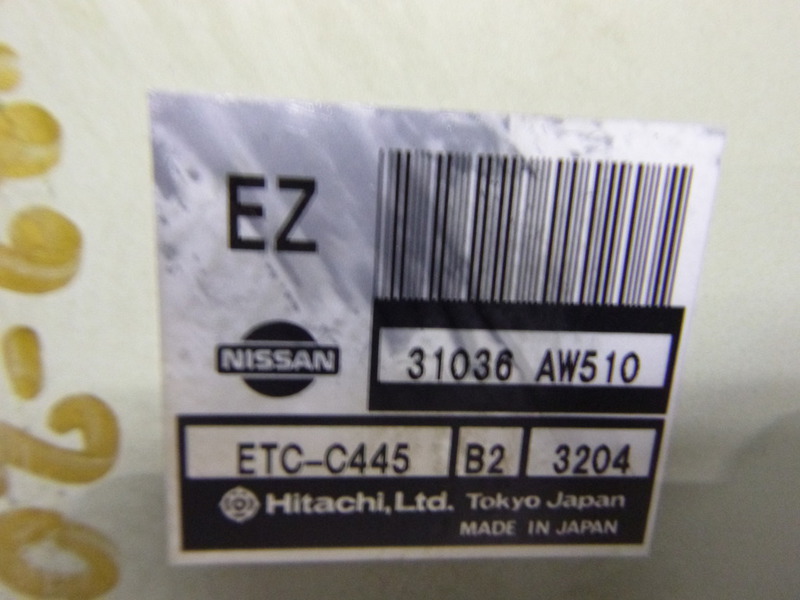 EZ
NISSAN
31036 AW510
ETC-C445 B2 3204
Hitachi,Ltd. Tokyo Japan
MADE IN JAPAN